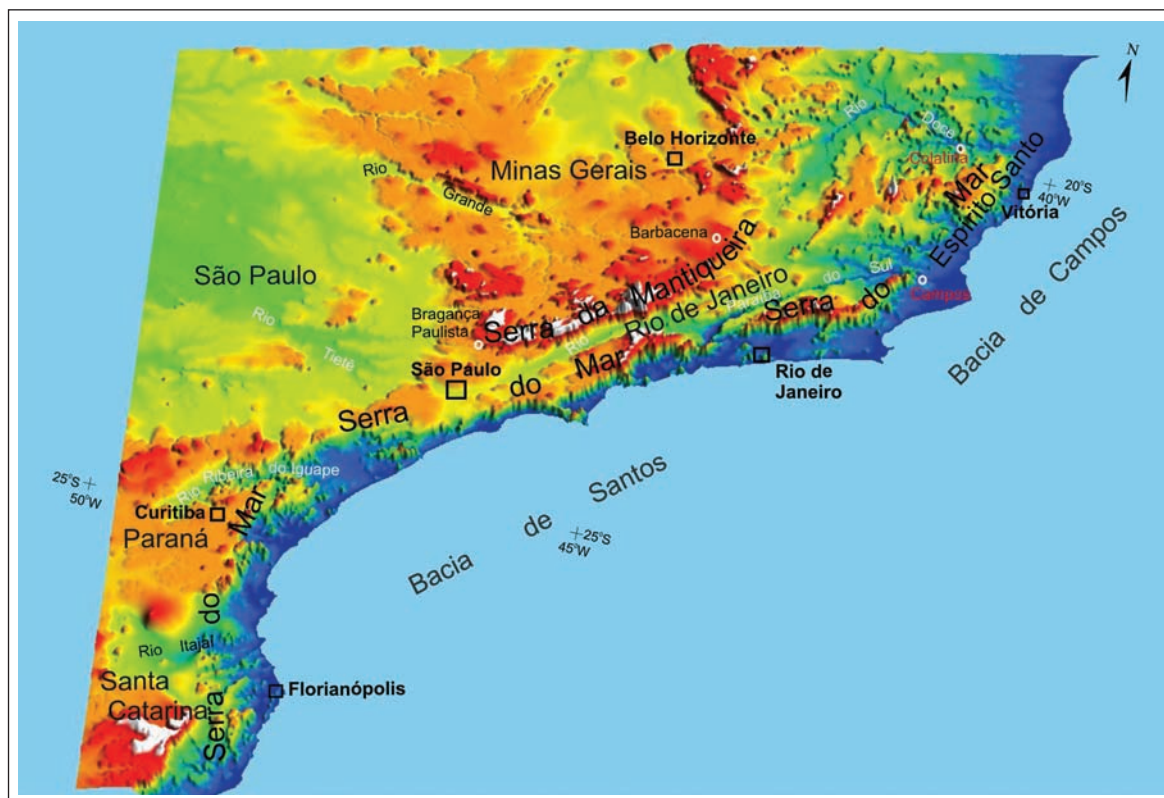 N
Belo Horizonte
Minas Gerais
Rio Grande
Rio Doce
Colatina
Serra do Mar
Espírito Santo
20°S
40°W
Vitória
Barbacena
Serra da Mantiqueira
Rio de Janeiro
Rio Paraíba do Sul
Campos
Bacia de Campos
São Paulo
Rio Tietê
Bragança
Paulista
São Paulo
Rio de
Janeiro
Serra do Mar
25°S
50°W
Rio Ribeira do Iguape
Curitiba
Paraná
Mar
Bacia de Santos
25°S
45°W
do
Rio Itajaí
Santa
Catarina
Serra
Florianópolis